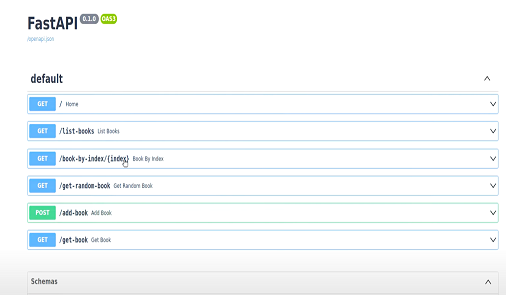 FastAPI 0.1.0 OAS3
/openapi.json
default
GET / Home
GET /list-books List Books
GET /book-by-index/{index} Book By Index
GET /get-random-book Get Random Book
POST /add-book Add Book
GET /get-book Get Book
Schemas